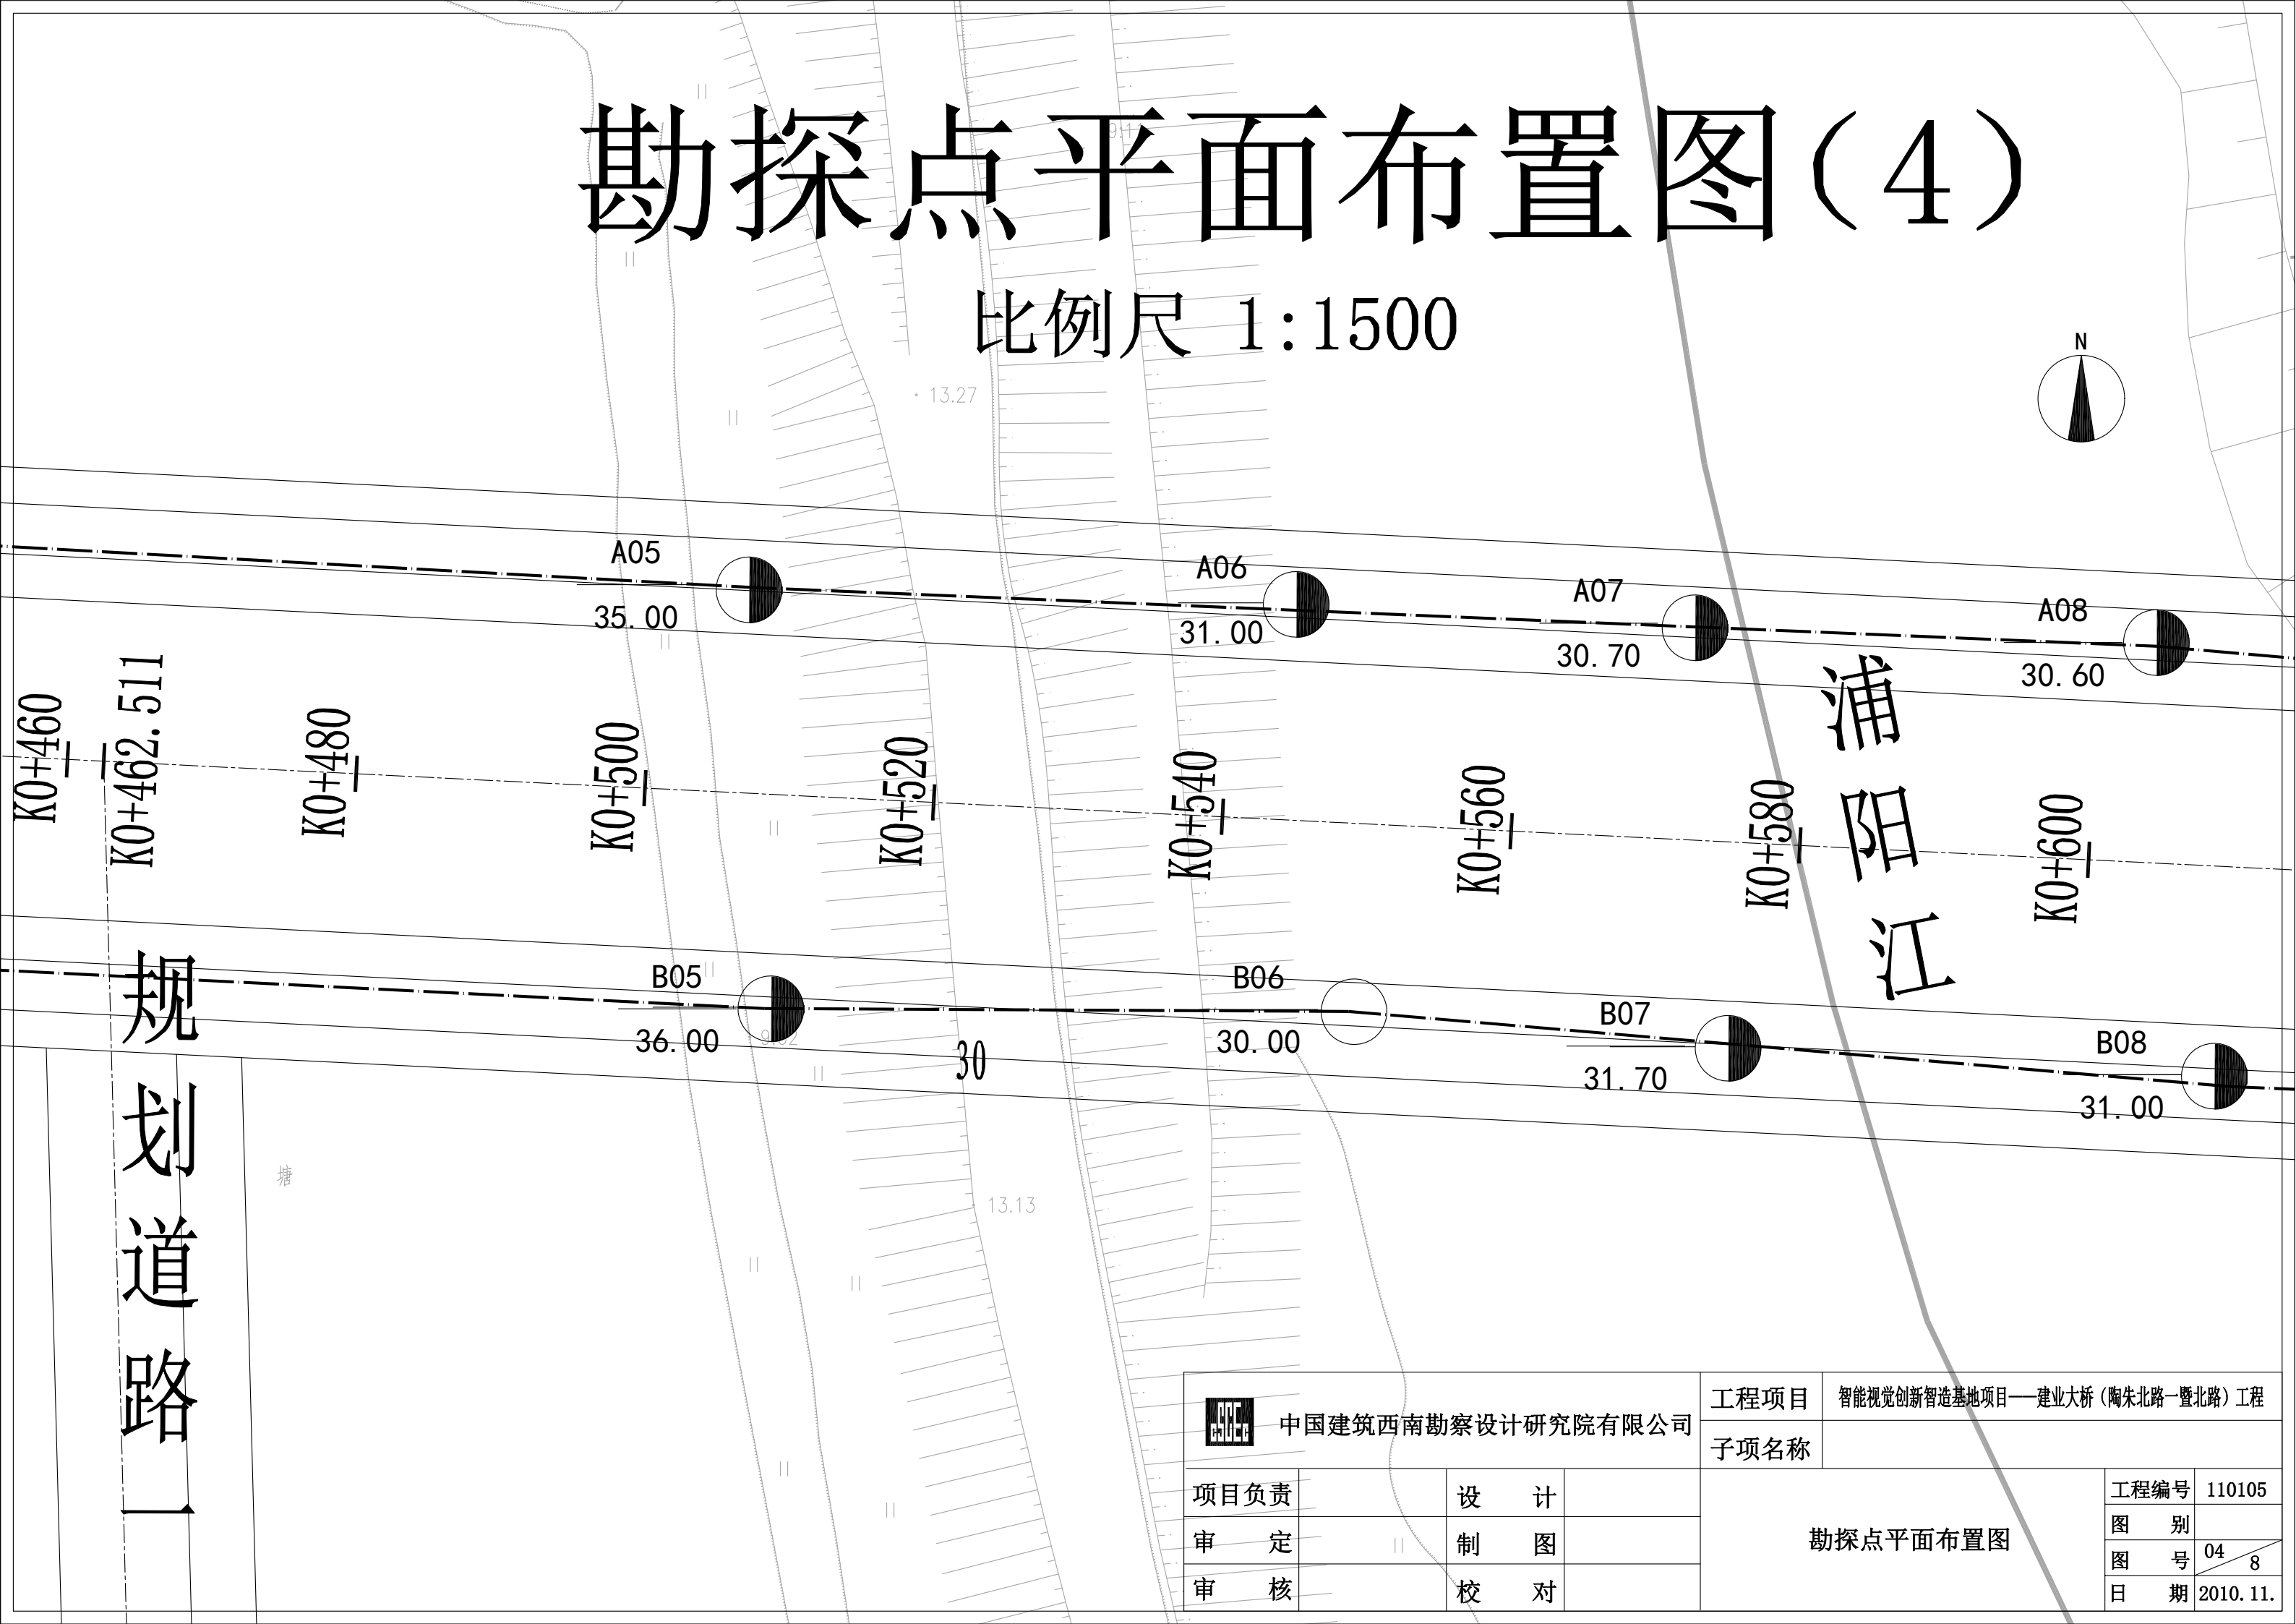 勘探点平面布置图(4)
比例尺 1:1500
N
9.1
13.27
A05
35.00
A06
31.00
A07
30.70
A08
30.60
K0+460
K0+462.511
K0+480
K0+500
K0+520
K0+540
K0+560
K0+580
K0+600
浦阳江
B05
36.00
B06
30.00
B07
31.70
B08
31.00
30
规划道路一
塘
13.13
中国建筑西南勘察设计研究院有限公司
工程项目 智能视觉创新智造基地项目——建业大桥（陶朱北路一暨北路）工程
子项名称
项目负责 设 计
审 定 制 图
审 核 校 对
勘探点平面布置图
工程编号 110105
图 别
图 号 04 8
日 期 2010.11.